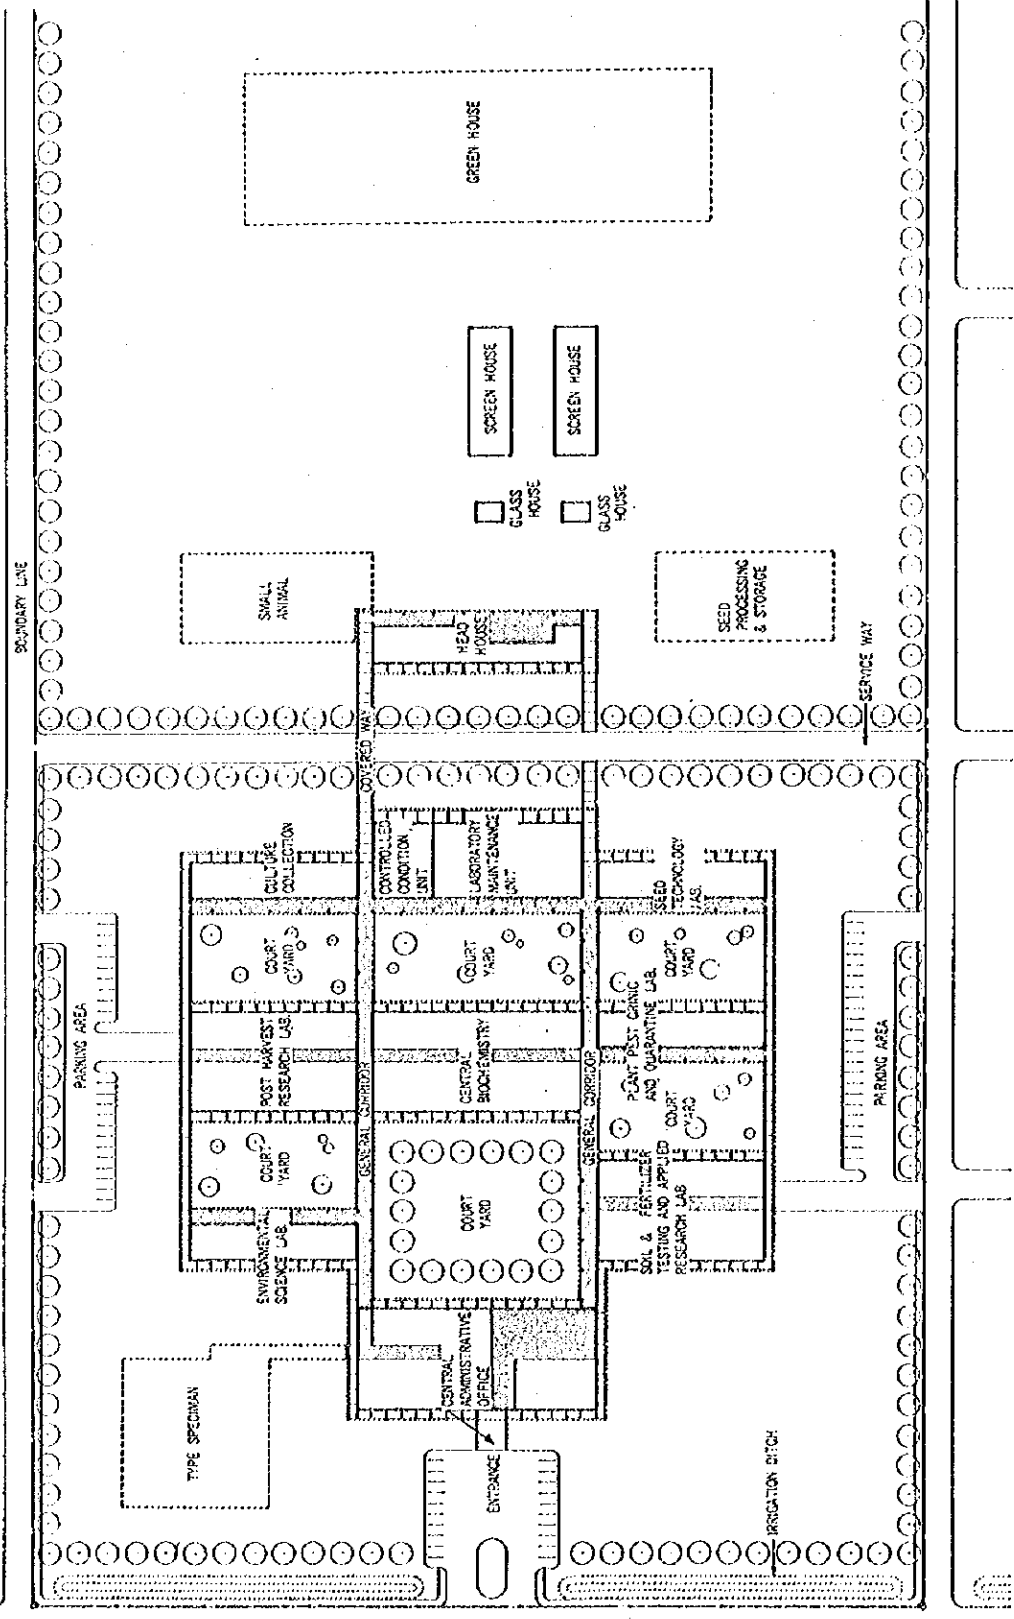 BOUNDARY LINE
GREEN HOUSE
SCREEN HOUSE
SCREEN HOUSE
GLASS
HOUSE
GLASS
HOUSE
SMALL
ANIMAL
SEED
PROCESSING
& STORAGE
HEAD
HOUSE
SERVICE WAY
COVERED WAY
CULTURE
COLLECTION
CONTROLLED
CONDITION
UNIT
LABORATORY
MAINTENANCE
UNIT
SEED
TECHNOLOGY
LAB.
COURT
YARD
COURT
YARD
COURT
YARD
PARKING AREA
POST HARVEST
RESEARCH LAB.
GENERAL CORRIDOR
CENTRAL
BIOCHEMISTRY
GENERAL CORRIDOR
PLANT PEST CRINIC
AND QUARANTINE LAB.
PARKING AREA
COURT
YARD
COURT
YARD
COURT
YARD
ENVIRONMENTAL
SCIENCE LAB.
SOIL & FERTILIZER
TESTING AND APPLIED
RESEARCH LAB
TYPE SPECIMAN
CENTRAL
ADMINISTRATIVE
OFFICE
ENTRANCE
IRRIGATION DITCH